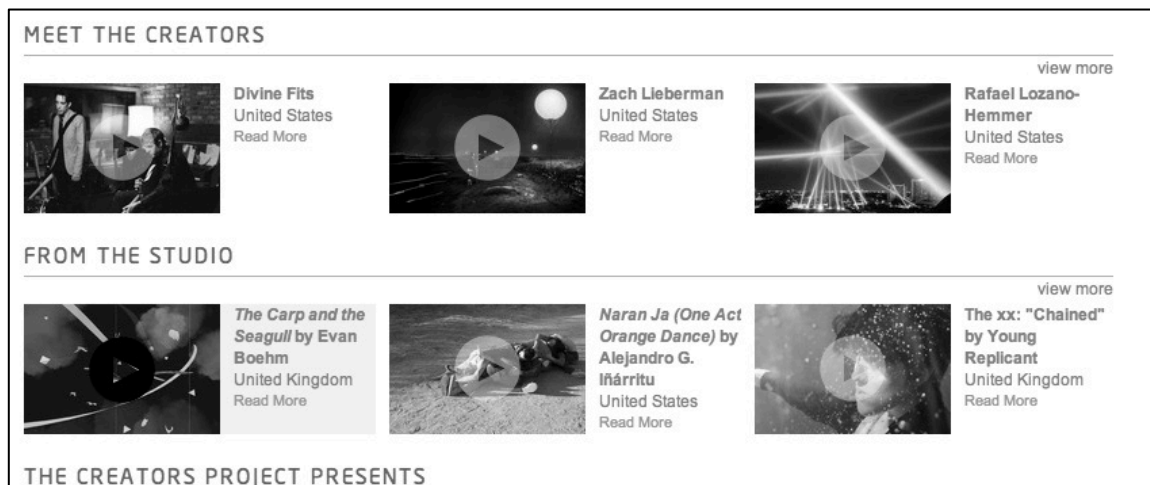 MEET THE CREATORS
view more
Divine Fits
United States
Read More
Zach Lieberman
United States
Read More
Rafael Lozano-
Hemmer
United States
Read More
FROM THE STUDIO
view more
The Carp and the
Seagull by Evan
Boehm
United Kingdom
Read More
Naran Ja (One Act
Orange Dance) by
Alejandro G.
Iñárritu
United States
Read More
The xx: "Chained"
by Young
Replicant
United Kingdom
Read More
THE CREATORS PROJECT PRESENTS